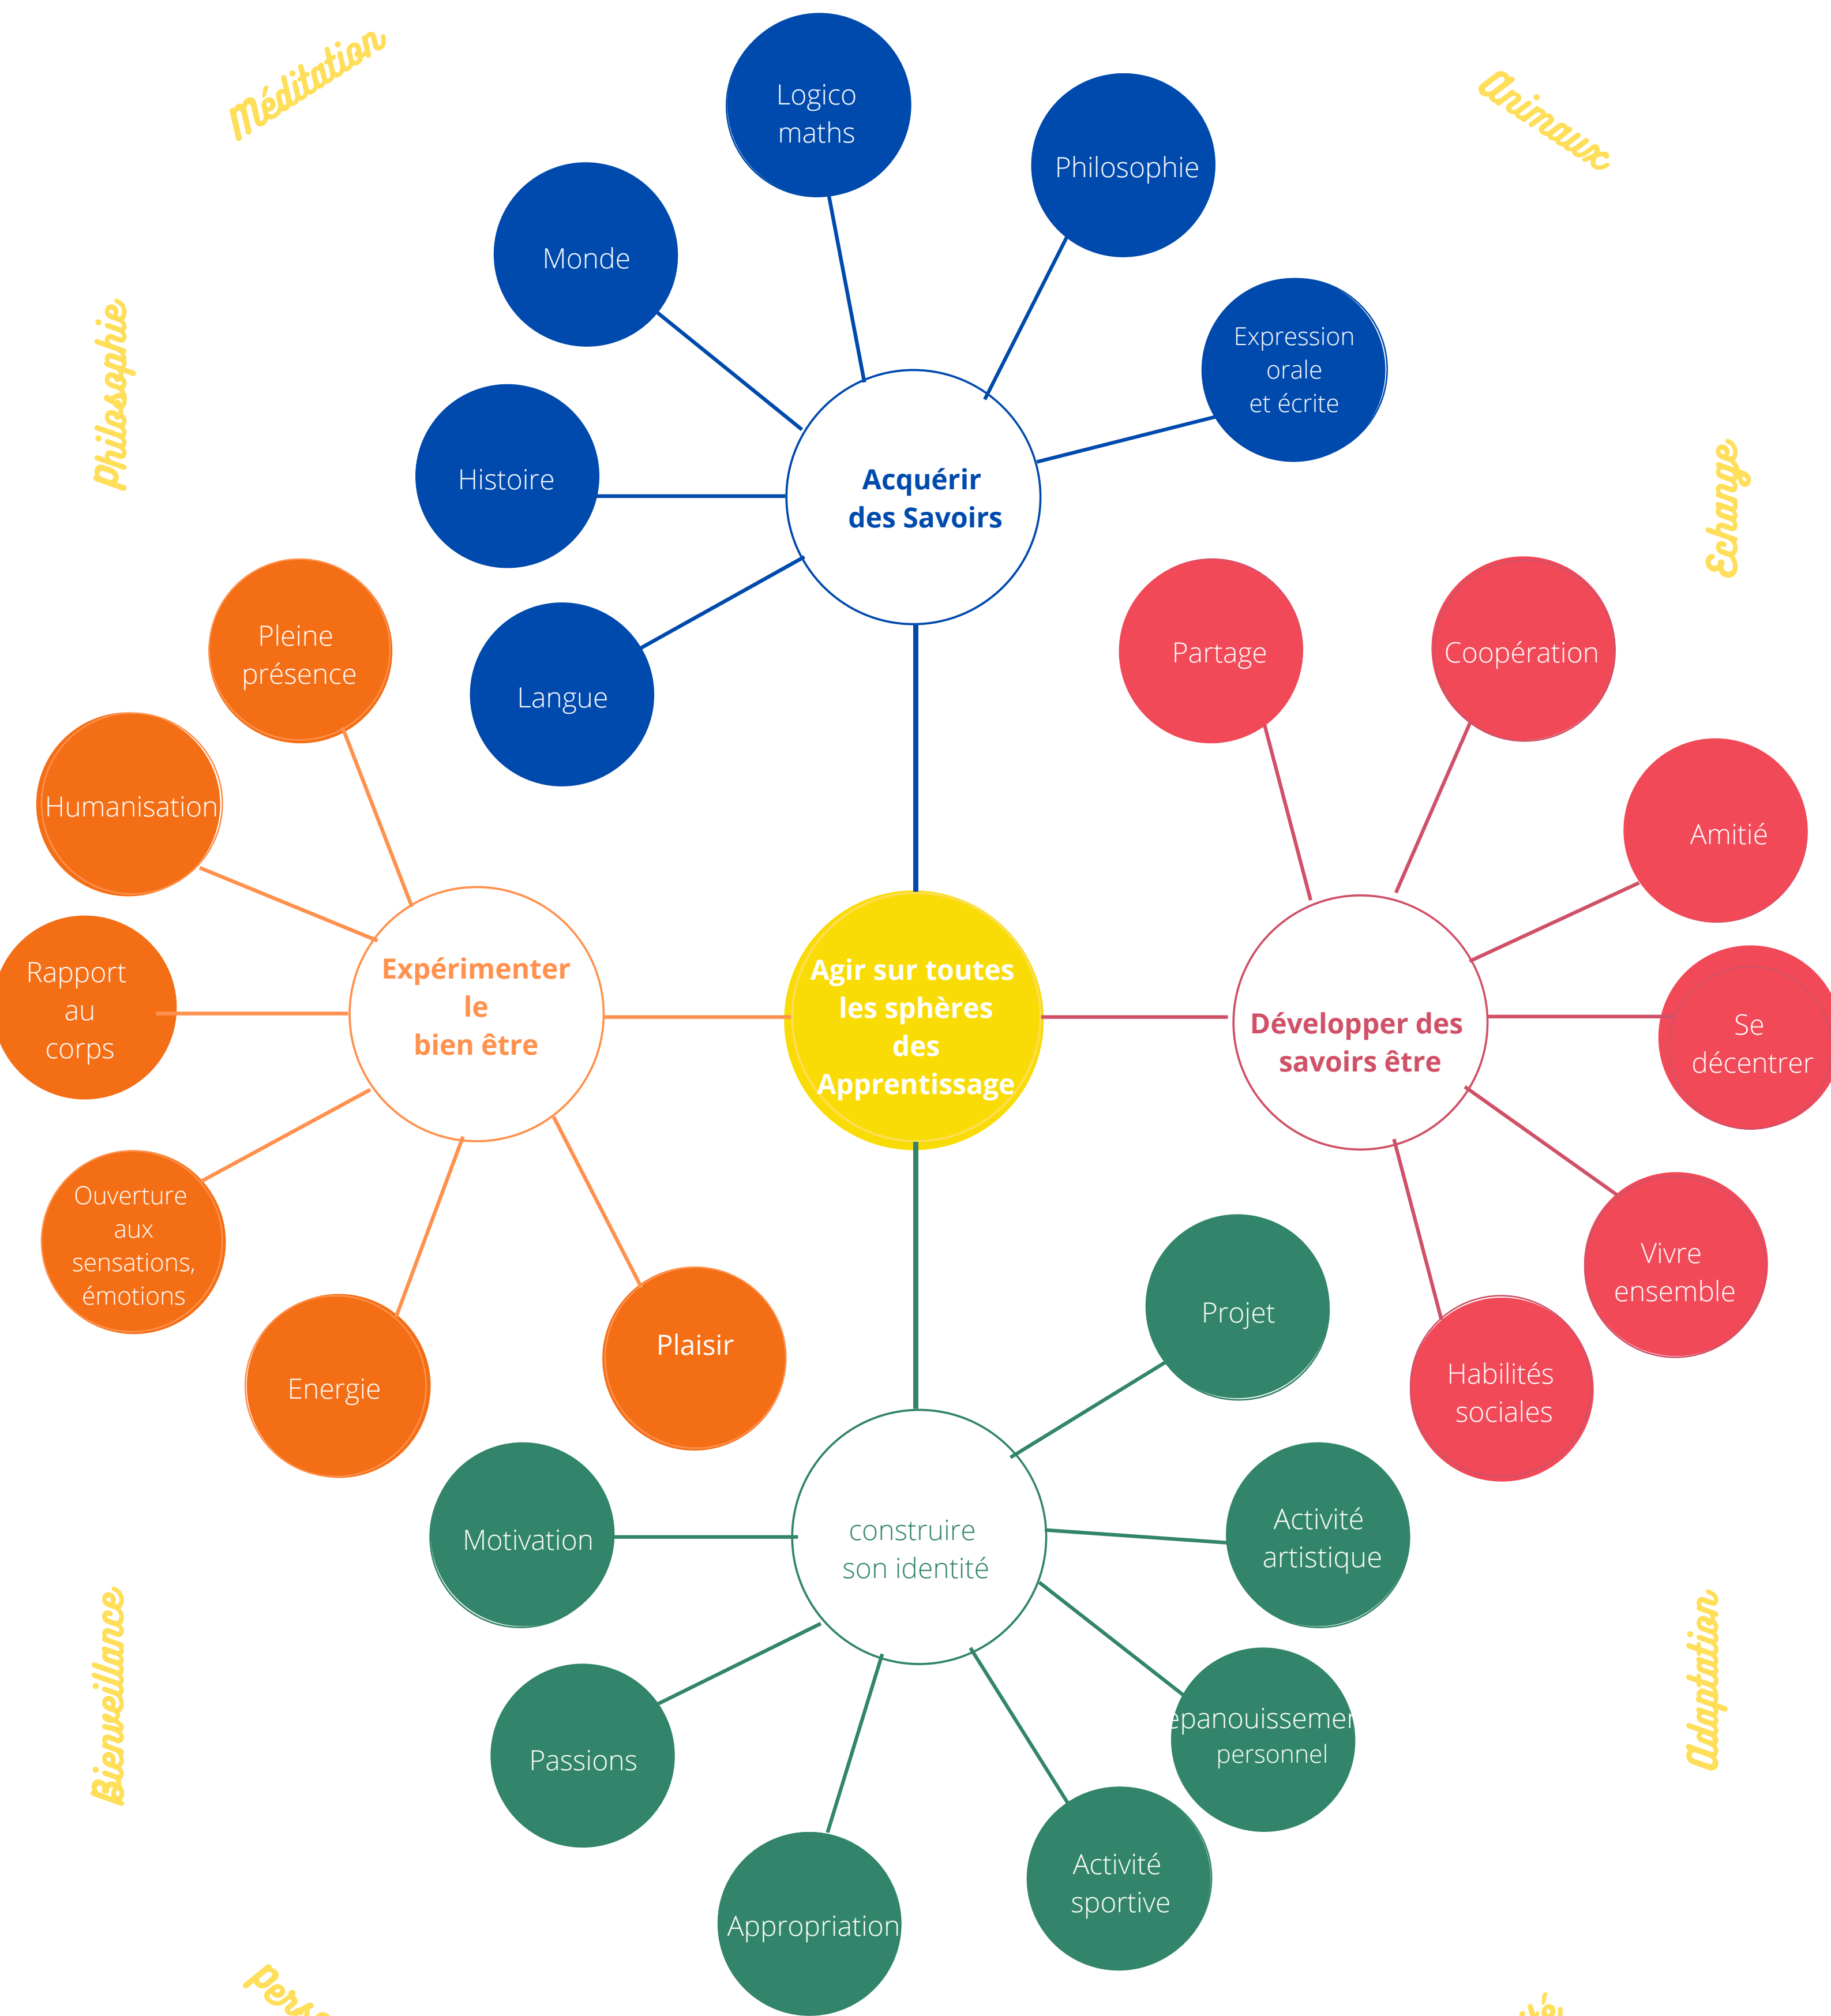 Méditation
Animaux
Logico
maths
Philosophie
Monde
Expression
orale
et écrite
philosophie
Echange
Histoire
Acquérir
des Savoirs
Langue
Pleine
présence
Partage
Coopération
Humanisation
Amitié
Rapport
au
corps
Expérimenter
le
bien être
Agir sur toutes
les sphères
des
Apprentissage
Développer des
savoirs être
Se
décentrer
Ouverture
aux
sensations,
émotions
Vivre
ensemble
Energie
Plaisir
Projet
Habilités
sociales
Motivation
construire
son identité
Activité
artistique
Bienveillance
Adaptation
Passions
épanouissemen
personnel
Activité
sportive
Appropriation